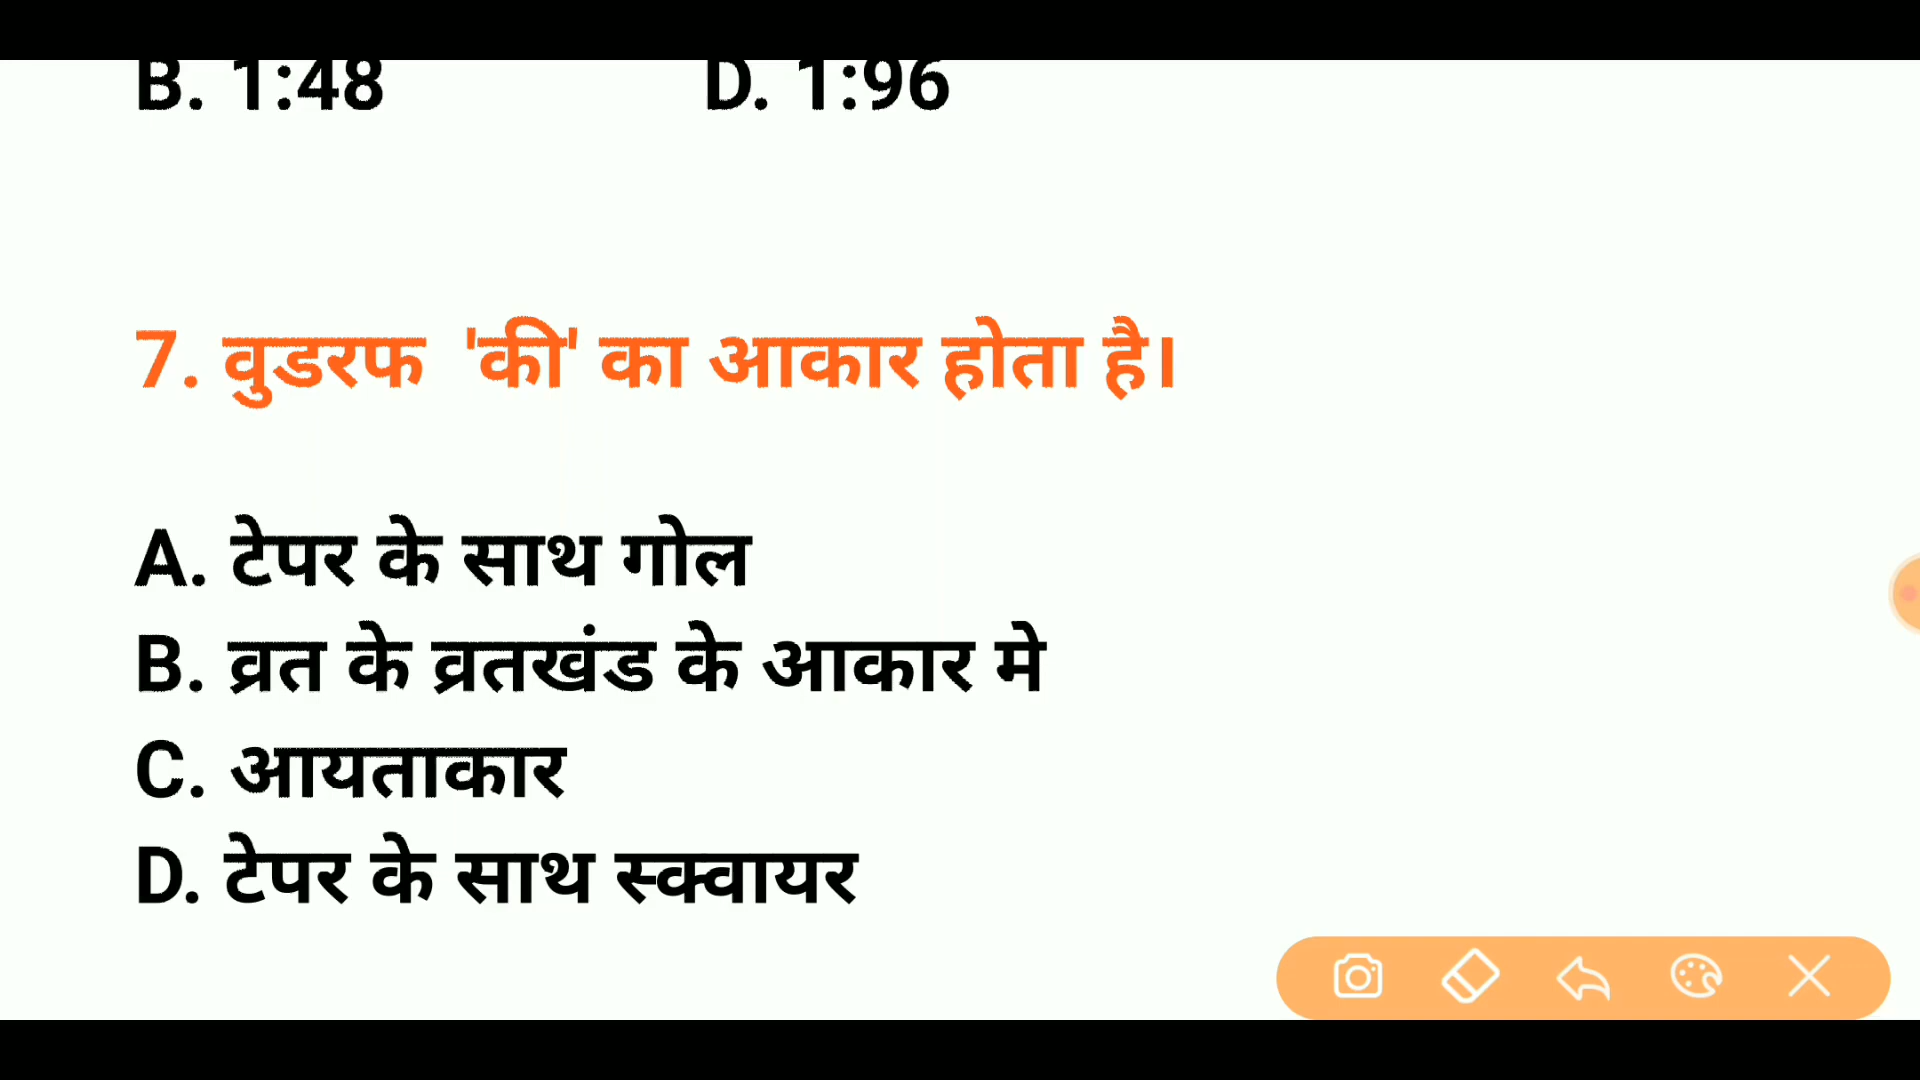 B. 1:48 D. 1:96
7. वुडरफ 'की' का आकार होता है।
A. टेपर के साथ गोल
B. व्रत के व्रतखंड के आकार मे
C. आयताकार
D. टेपर के साथ स्क्वायर